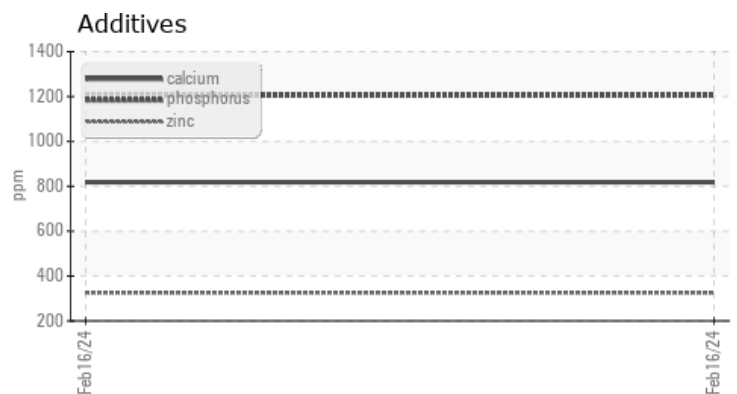 Additives
1400
1200
1000
800
600
400
200
ppm
calcium
phosphorus
zinc
Feb16/24
Feb16/24